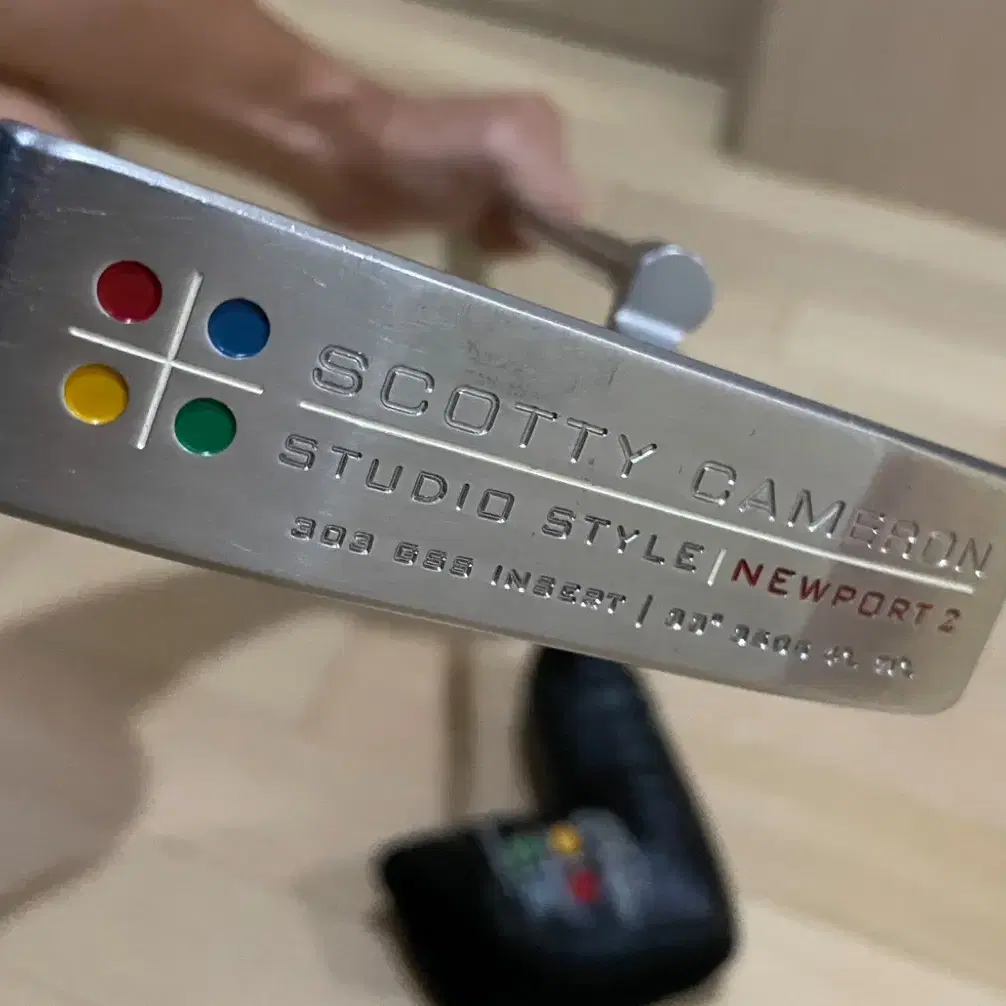 SCOTTY CAMERON
STUDIO STYLE | NEWPORT 2
303 GSS INSERT |